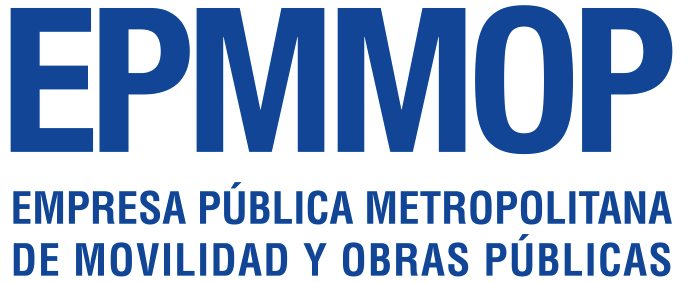 EPMMOP
EMPRESA PÚBLICA METROPOLITANA
DE MOVILIDAD Y OBRAS PÚBLICAS